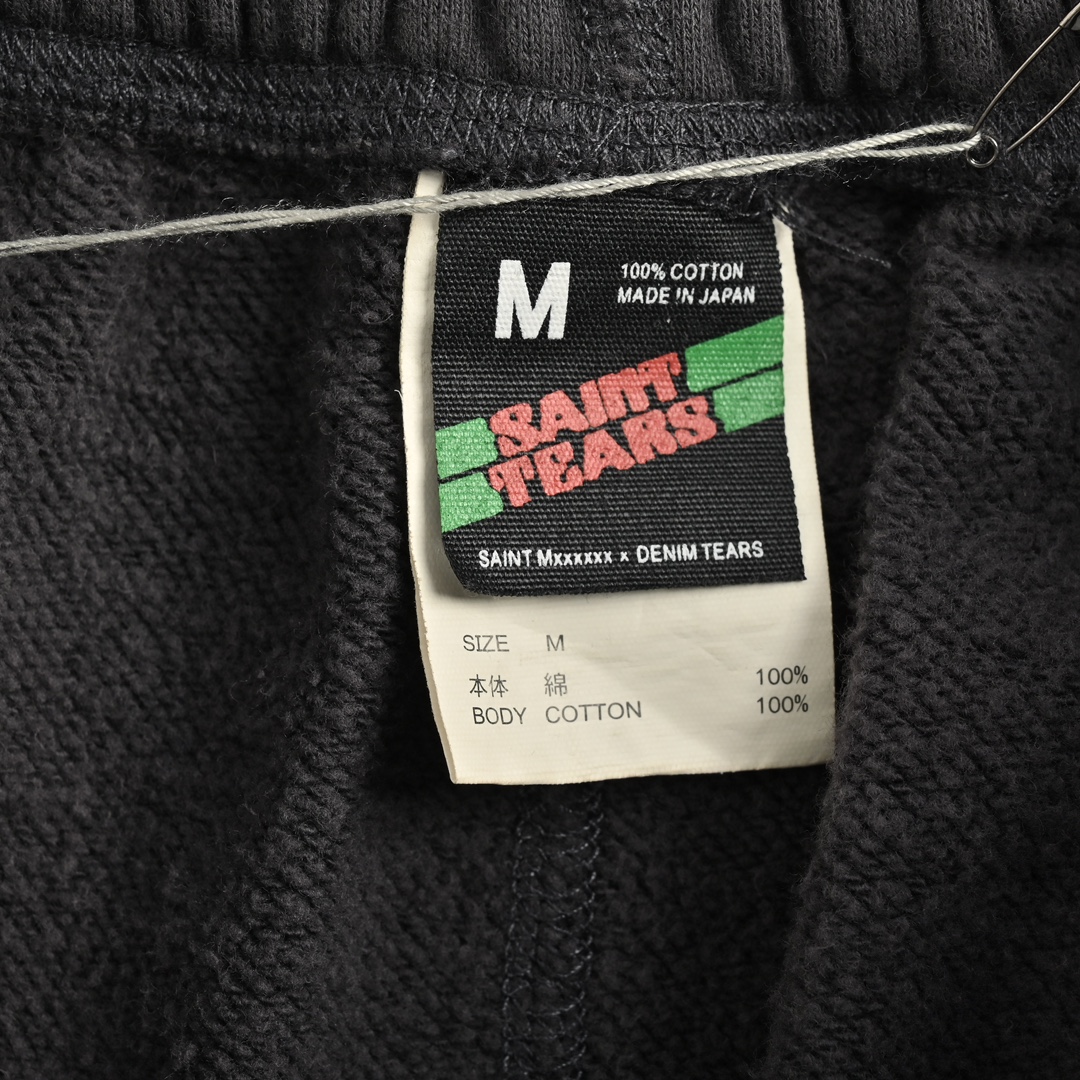 M
100% COTTON
MADE IN JAPAN
SAINT
TEARS
SAINT Mxxxxxx × DENIM TEARS
SIZE M
本体 綿 100%
BODY COTTON 100%